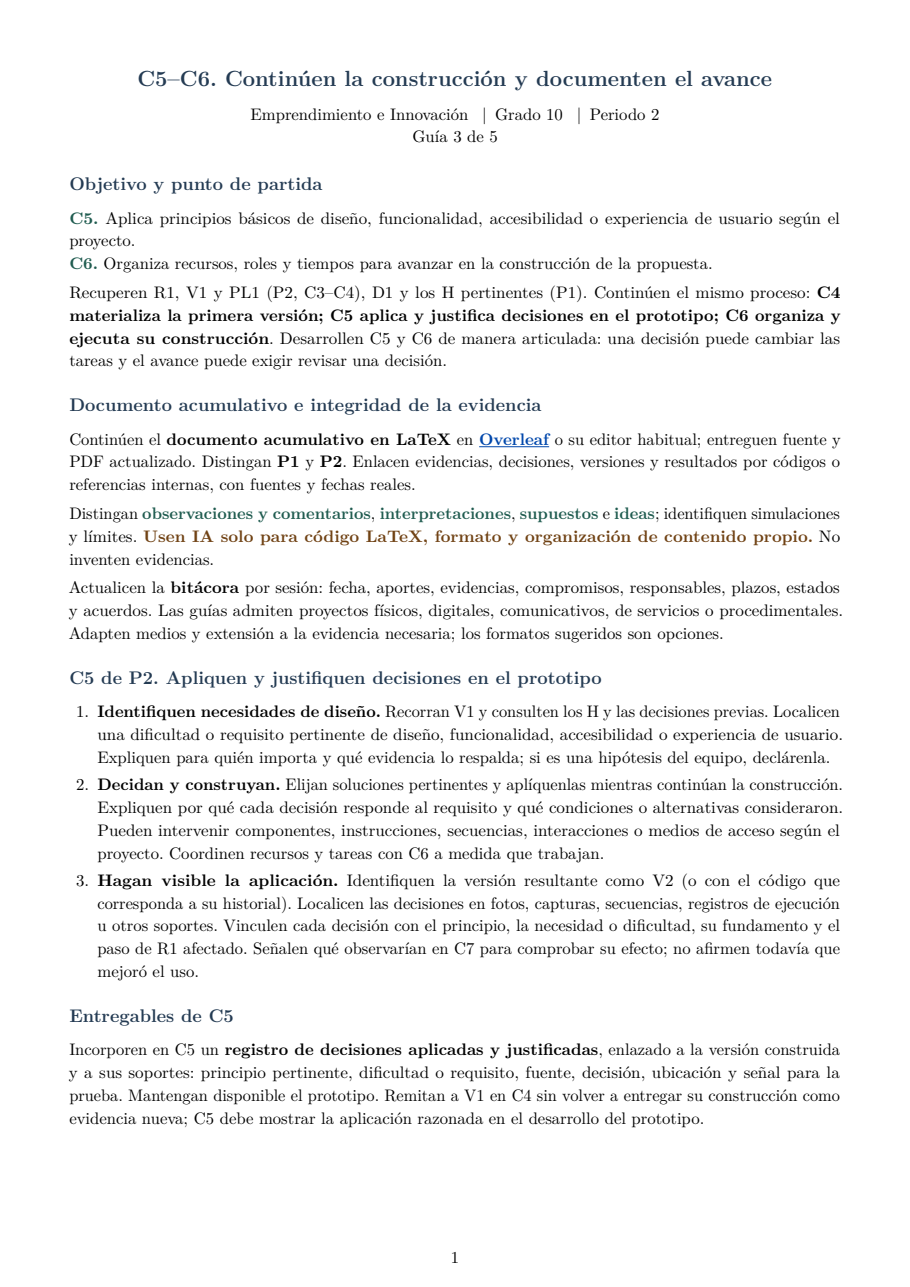 C5–C6. Continúen la construcción y documenten el avance
Emprendimiento e Innovación | Grado 10 | Periodo 2
Guía 3 de 5
Objetivo y punto de partida
C5. Aplica principios básicos de diseño, funcionalidad, accesibilidad o experiencia de usuario según el
proyecto.
C6. Organiza recursos, roles y tiempos para avanzar en la construcción de la propuesta.
Recuperen R1, V1 y PL1 (P2, C3–C4), D1 y los H pertinentes (P1). Continúen el mismo proceso: C4
materializa la primera versión; C5 aplica y justifica decisiones en el prototipo; C6 organiza y
ejecuta su construcción. Desarrollen C5 y C6 de manera articulada: una decisión puede cambiar las
tareas y el avance puede exigir revisar una decisión.
Documento acumulativo e integridad de la evidencia
Continúen el documento acumulativo en LaTeX en Overleaf o su editor habitual; entreguen fuente y
PDF actualizado. Distingan P1 y P2. Enlacen evidencias, decisiones, versiones y resultados por códigos o
referencias internas, con fuentes y fechas reales.
Distingan observaciones y comentarios, interpretaciones, supuestos e ideas; identifiquen simulaciones
y límites. Usen IA solo para código LaTeX, formato y organización de contenido propio. No
inventen evidencias.
Actualicen la bitácora por sesión: fecha, aportes, evidencias, compromisos, responsables, plazos, estados
y acuerdos. Las guías admiten proyectos físicos, digitales, comunicativos, de servicios o procedimentales.
Adapten medios y extensión a la evidencia necesaria; los formatos sugeridos son opciones.
C5 de P2. Apliquen y justifiquen decisiones en el prototipo
1. Identifiquen necesidades de diseño. Recorran V1 y consulten los H y las decisiones previas. Localicen
una dificultad o requisito pertinente de diseño, funcionalidad, accesibilidad o experiencia de usuario.
Expliquen para quién importa y qué evidencia lo respalda; si es una hipótesis del equipo, declárenla.
2. Decidan y construyan. Elijan soluciones pertinentes y aplíquenlas mientras continúan la construcción.
Expliquen por qué cada decisión responde al requisito y qué condiciones o alternativas consideraron.
Pueden intervenir componentes, instrucciones, secuencias, interacciones o medios de acceso según el
proyecto. Coordinen recursos y tareas con C6 a medida que trabajan.
3. Hagan visible la aplicación. Identifiquen la versión resultante como V2 (o con el código que
corresponda a su historial). Localicen las decisiones en fotos, capturas, secuencias, registros de ejecución
u otros soportes. Vinculen cada decisión con el principio, la necesidad o dificultad, su fundamento y el
paso de R1 afectado. Señalen qué observarían en C7 para comprobar su efecto; no afirmen todavía que
mejoró el uso.
Entregables de C5
Incorporen en C5 un registro de decisiones aplicadas y justificadas, enlazado a la versión construida
y a sus soportes: principio pertinente, dificultad o requisito, fuente, decisión, ubicación y señal para la
prueba. Mantengan disponible el prototipo. Remitan a V1 en C4 sin volver a entregar su construcción como
evidencia nueva; C5 debe mostrar la aplicación razonada en el desarrollo del prototipo.
1